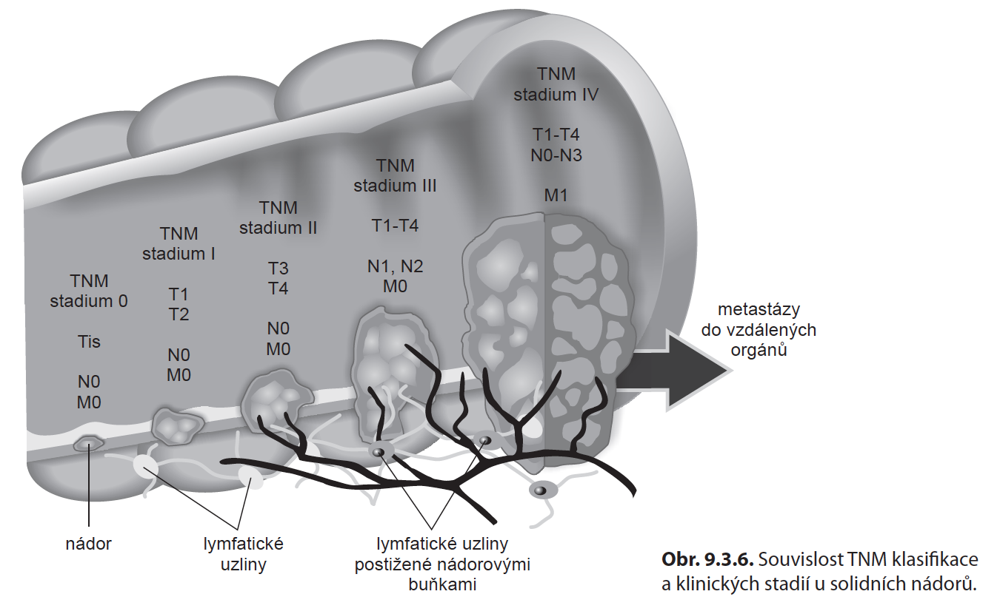 TNM
stadium 0
Tis
N0
M0
TNM
stadium I
T1
T2
N0
M0
TNM
stadium II
T3
T4
N0
M0
TNM
stadium III
T1-T4
N1, N2
M0
TNM
stadium IV
T1-T4
N0-N3
M1
metastázy
do vzdálených
orgánů
nádor
lymfatické
uzliny
lymfatické uzliny
postižené nádorovými
buňkami
Obr. 9.3.6. Souvislost TNM klasifikace
a klinických stadií u solidních nádorů.